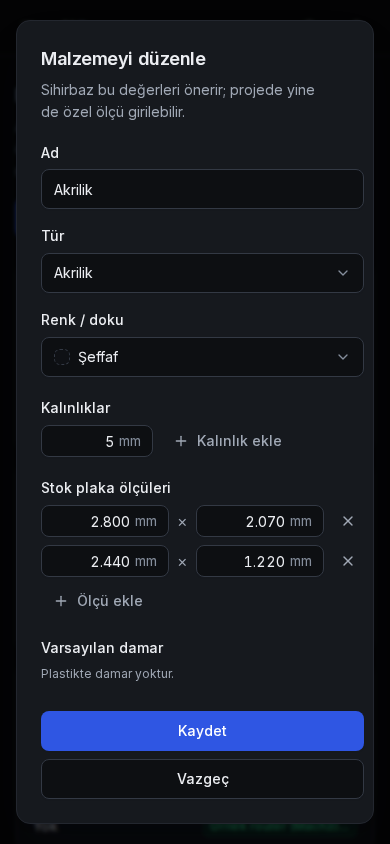 Malzemeyi düzenle
Sihirbaz bu değerleri önerir; projede yine
de özel ölçü girilebilir.
Ad
Akrilik
Tür
Akrilik
Renk / doku
Şeffaf
Kalınlıklar
5 mm
+ Kalınlık ekle
Stok plaka ölçüleri
2.800 mm × 2.070 mm ×
2.440 mm × 1.220 mm ×
+ Ölçü ekle
Varsayılan damar
Plastikte damar yoktur.
Kaydet
Vazgeç